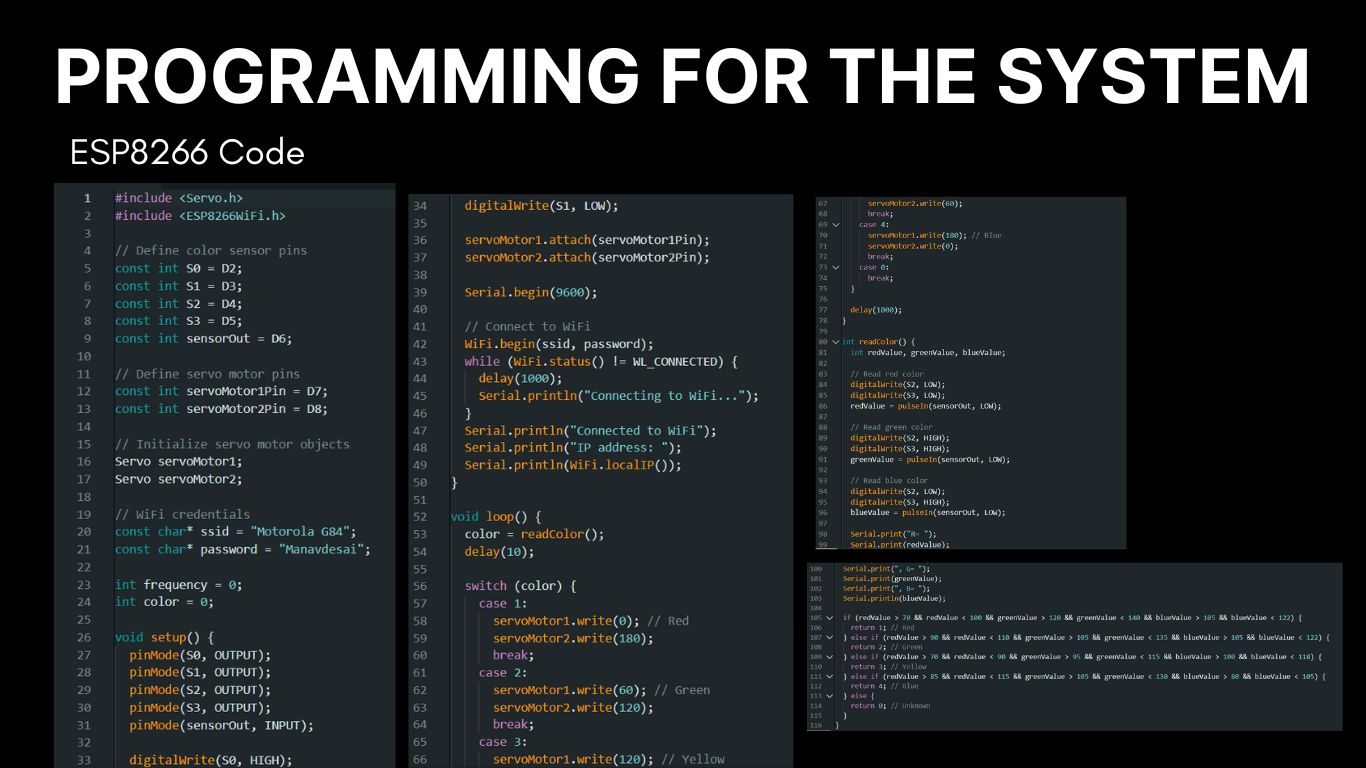 PROGRAMMING FOR THE SYSTEM
ESP8266 Code
1 #include <Servo.h>
2 #include <ESP8266WiFi.h>
3
4 // Define color sensor pins
5 const int S0 = D2;
6 const int S1 = D3;
7 const int S2 = D4;
8 const int S3 = D5;
9 const int sensorOut = D6;
10
11 // Define servo motor pins
12 const int servoMotor1Pin = D7;
13 const int servoMotor2Pin = D8;
14
15 // Initialize servo motor objects
16 Servo servoMotor1;
17 Servo servoMotor2;
18
19 // WiFi credentials
20 const char* ssid = "Motorola G84";
21 const char* password = "Manavdesai";
22
23 int frequency = 0;
24 int color = 0;
25
26 void setup() {
27 pinMode(S0, OUTPUT);
28 pinMode(S1, OUTPUT);
29 pinMode(S2, OUTPUT);
30 pinMode(S3, OUTPUT);
31 pinMode(sensorOut, INPUT);
32
33 digitalWrite(S0, HIGH);
34 digitalWrite(S1, LOW);
35
36 servoMotor1.attach(servoMotor1Pin);
37 servoMotor2.attach(servoMotor2Pin);
38
39 Serial.begin(9600);
40
41 // Connect to WiFi
42 WiFi.begin(ssid, password);
43 while (WiFi.status() != WL_CONNECTED) {
44 delay(1000);
45 Serial.println("Connecting to WiFi...");
46 }
47 Serial.println("Connected to WiFi");
48 Serial.println("IP address: ");
49 Serial.println(WiFi.localIP());
50 }
51
52 void loop() {
53 color = readColor();
54 delay(10);
55
56 switch (color) {
57 case 1:
58 servoMotor1.write(0); // Red
59 servoMotor2.write(180);
60 break;
61 case 2:
62 servoMotor1.write(60); // Green
63 servoMotor2.write(120);
64 break;
65 case 3:
66 servoMotor1.write(120); // Yellow
67 servoMotor2.write(60);
68 break;
69 case 4:
70 servoMotor1.write(180); // Blue
71 servoMotor2.write(0);
72 break;
73 case 0:
74 break;
75 }
76
77 delay(1000);
78 }
79
80 int readColor() {
81 int redValue, greenValue, blueValue;
82
83 // Read red color
84 digitalWrite(S2, LOW);
85 digitalWrite(S3, LOW);
86 redValue = pulseIn(sensorOut, LOW);
87
88 // Read green color
89 digitalWrite(S2, HIGH);
90 digitalWrite(S3, HIGH);
91 greenValue = pulseIn(sensorOut, LOW);
92
93 // Read blue color
94 digitalWrite(S2, LOW);
95 digitalWrite(S3, HIGH);
96 blueValue = pulseIn(sensorOut, LOW);
97
98 Serial.print("R= ");
99 Serial.print(redValue);
100 Serial.print(", G= ");
101 Serial.print(greenValue);
102 Serial.print(", B= ");
103 Serial.println(blueValue);
104
105 if (redValue > 70 && redValue < 100 && greenValue > 120 && greenValue < 140 && blueValue > 105 && blueValue < 122) {
106 return 1; // Red
107 } else if (redValue > 90 && redValue < 110 && greenValue > 105 && greenValue < 135 && blueValue > 105 && blueValue < 122) {
108 return 2; // Green
109 } else if (redValue > 70 && redValue < 90 && greenValue > 95 && greenValue < 115 && blueValue > 100 && blueValue < 118) {
110 return 3; // Yellow
111 } else if (redValue > 85 && redValue < 115 && greenValue > 105 && greenValue < 130 && blueValue > 80 && blueValue < 105) {
112 return 4; // Blue
113 } else {
114 return 0; // Unknown
115 }
116 }